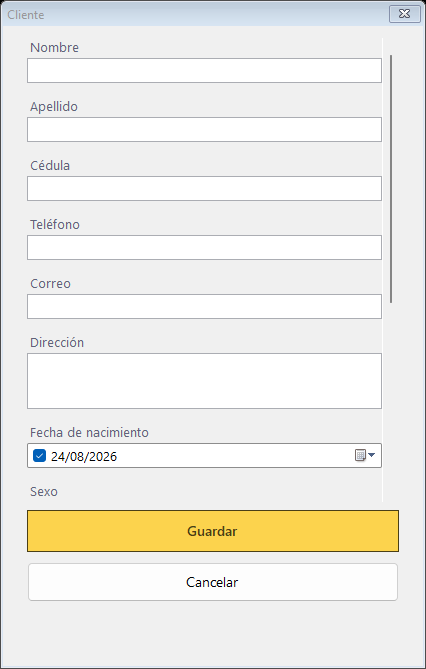 Cliente
Nombre
Apellido
Cédula
Teléfono
Correo
Dirección
Fecha de nacimiento
24/08/2026
Sexo
Guardar
Cancelar